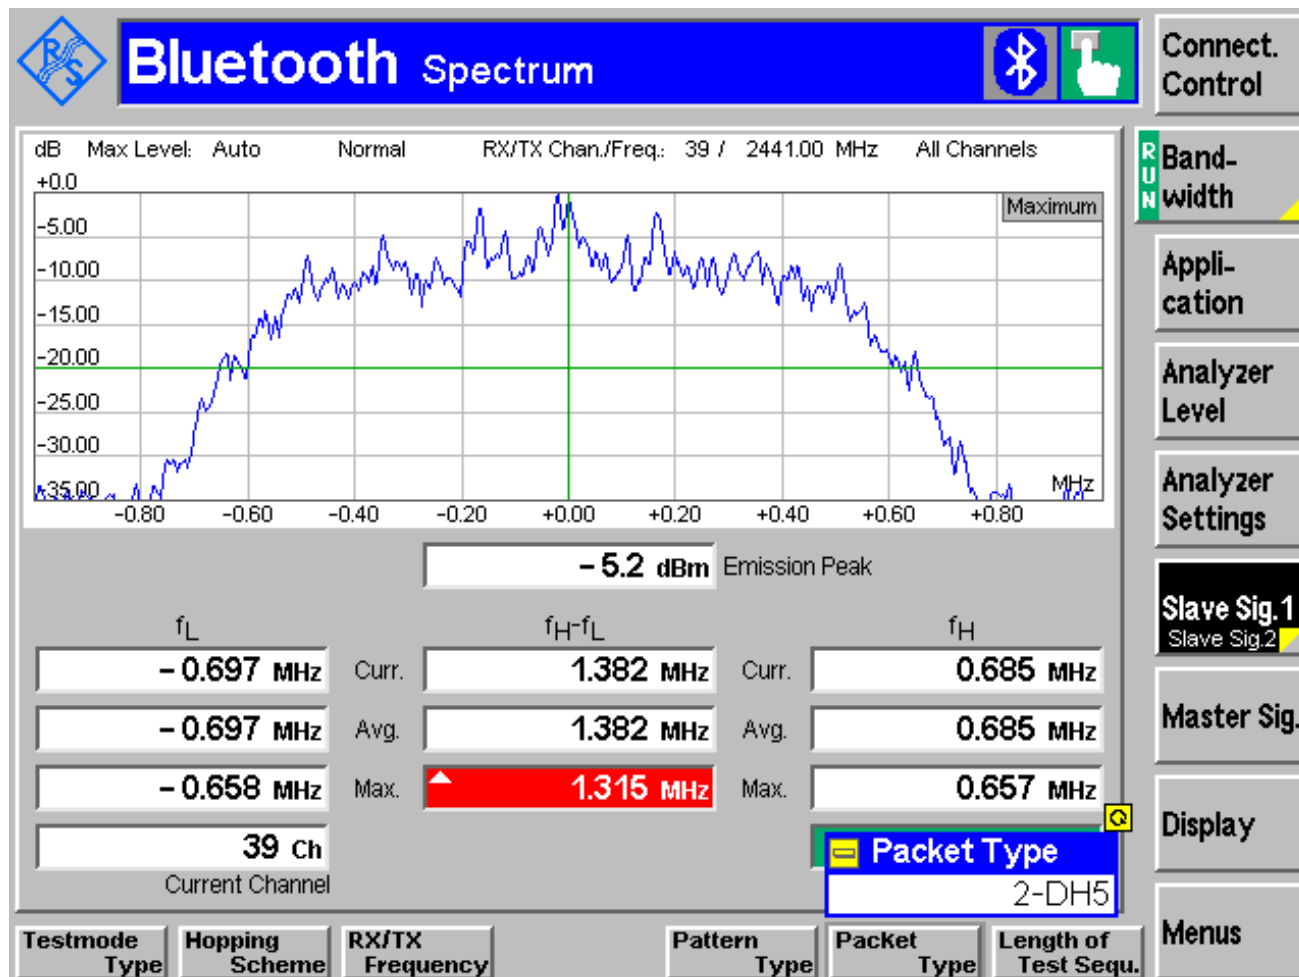 R S
Bluetooth Spectrum
Connect.
Control
dB Max Level: Auto Normal RX/TX Chan./Freq.: 39 / 2441.00 MHz All Channels
+0.0
Maximum
-5.00
-10.00
-15.00
-20.00
-25.00
-30.00
-35.00
MHz
-0.80 -0.60 -0.40 -0.20 +0.00 +0.20 +0.40 +0.60 +0.80
RUN
Band-
width
Appli-
cation
Analyzer
Level
Analyzer
Settings
Slave Sig.1
Slave Sig.2
Master Sig.
Display
Menus
- 5.2 dBm Emission Peak
fL fH-fL fH
- 0.697 MHz Curr. 1.382 MHz Curr. 0.685 MHz
- 0.697 MHz Avg. 1.382 MHz Avg. 0.685 MHz
- 0.658 MHz Max. 1.315 MHz Max. 0.657 MHz
39 Ch
Current Channel
Q
Packet Type
2-DH5
Testmode
Type
Hopping
Scheme
RX/TX
Frequency
Pattern
Type
Packet
Type
Length of
Test Sequ.